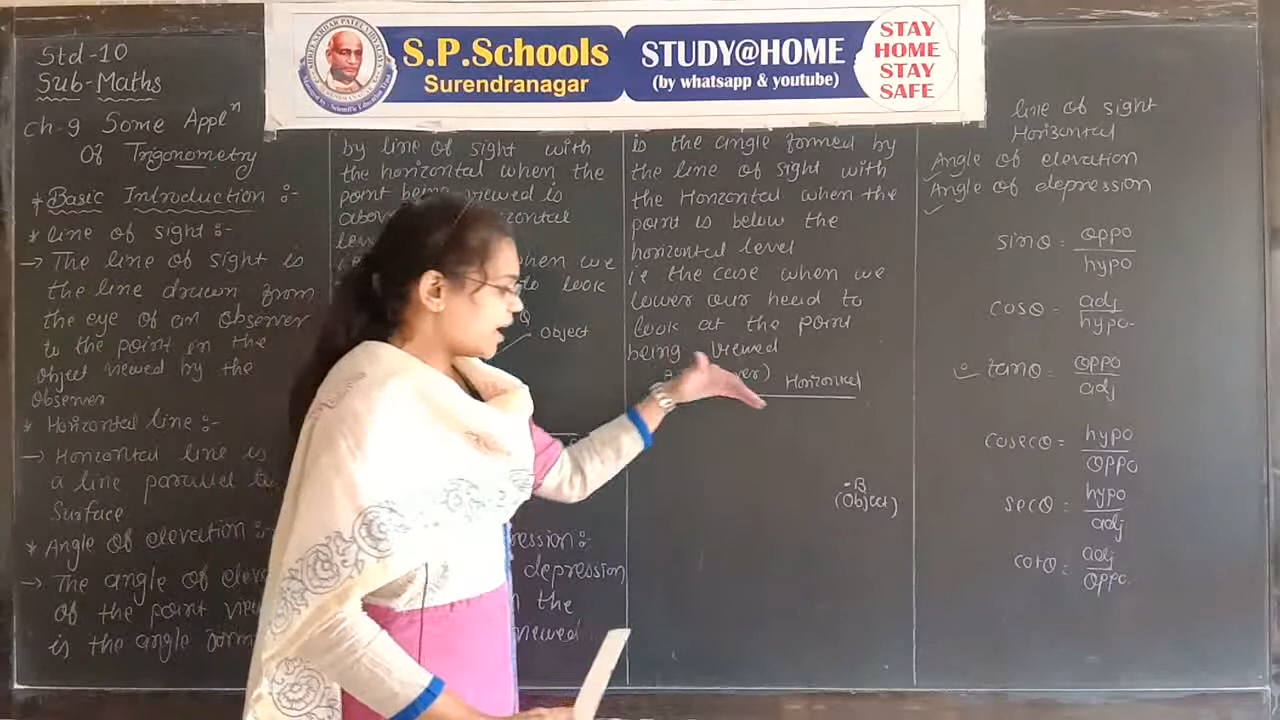 S.P.Schools
Surendranagar
STUDY@HOME
(by whatsapp & youtube)
STAY
HOME
STAY
SAFE
Std-10
Sub-Maths
Ch-9 Some Applⁿ
Of Trigonometry
* Basic Introduction :-
* line of sight :-
→ The line of sight is
the line drawn from
the eye of an Observer
to the point in the
Object viewed by the
Observer
* Horizontal line :-
→ Horizontal line is
a line parallel to
Surface
* Angle of elevation :-
→ The angle of
of the point
is the angle
by line of sight with
the horizontal when the
point being viewed is
when we
look
Object
depression
the
viewed
is the angle formed by
the line of sight with
the Horizontal when the
point is below the
horizontal level
ie the case when we
lower our head to
look at the point
being viewed
Horizontal
B
(Object)
line of sight
Horizontal
Angle of elevation
Angle of depression
sinθ = oppo/hypo
cosθ = adj/hypo
tanθ = oppo/adj
cosecθ = hypo/oppo
secθ = hypo/adj
cotθ = adj/oppo